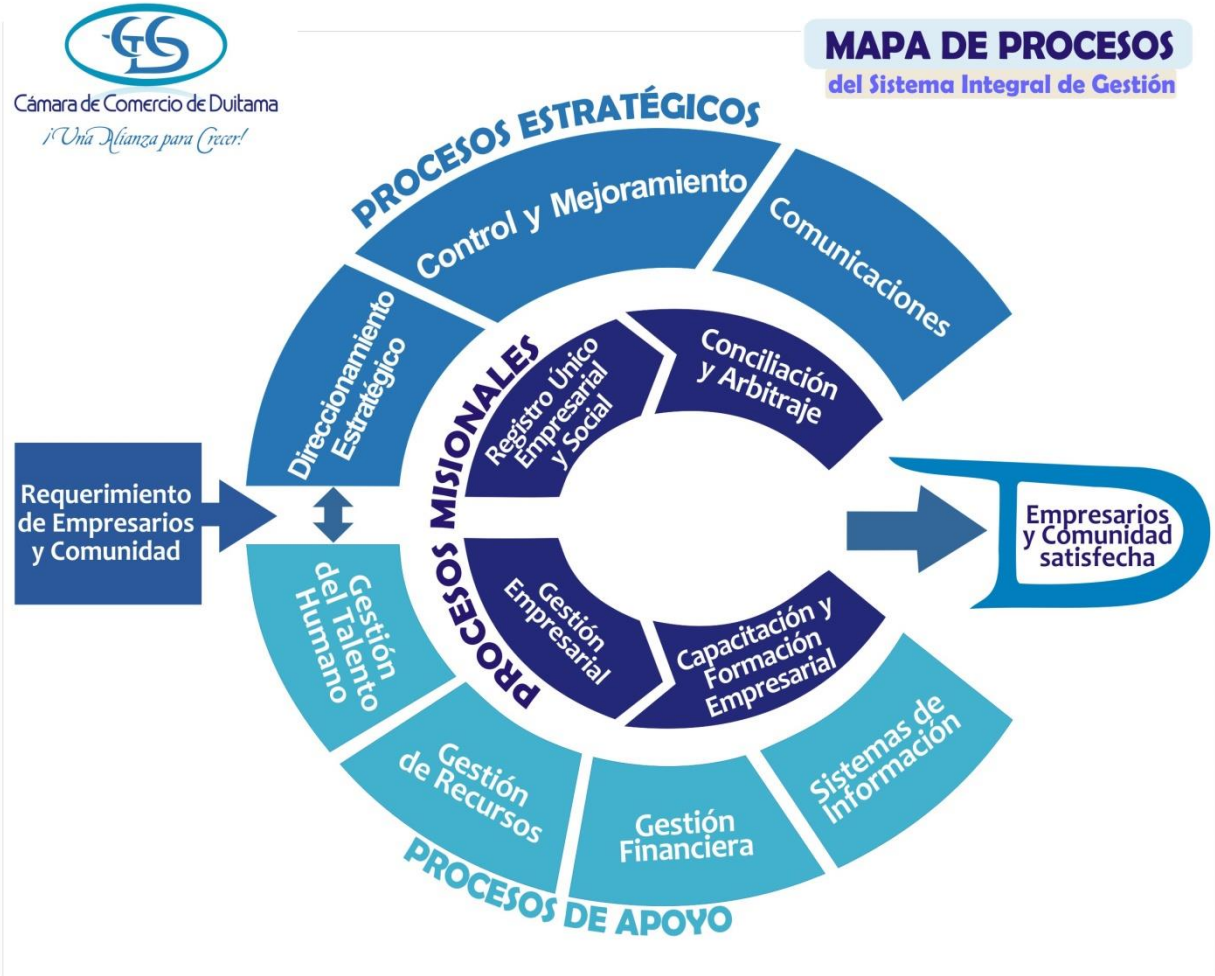 Cámara de Comercio de Duitama
¡Una Alianza para Crecer!
MAPA DE PROCESOS
del Sistema Integral de Gestión
PROCESOS ESTRATÉGICOS
Direccionamiento
Estratégico
Control y Mejoramiento
Comunicaciones
PROCESOS MISIONALES
Registro Único
Empresarial
y Social
Conciliación
y Arbitraje
Gestión
Empresarial
Capacitación y
Formación
Empresarial
Requerimiento
de Empresarios
y Comunidad
Empresarios
y Comunidad
satisfecha
Gestión
del Talento
Humano
Gestión
de Recursos
Gestión
Financiera
Sistemas de
Información
PROCESOS DE APOYO